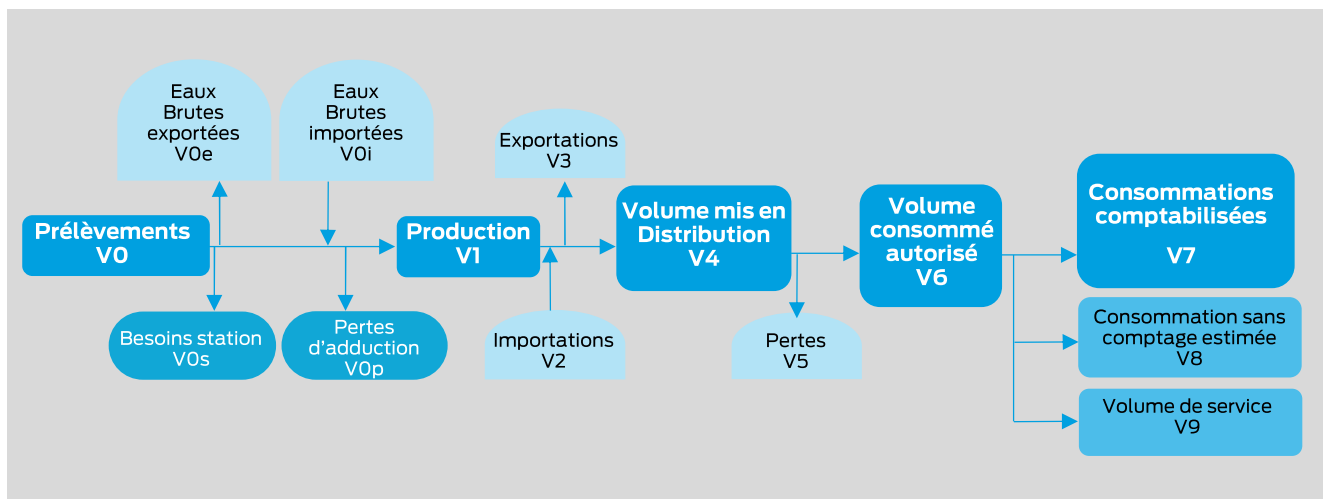 Eaux
Brutes
exportées
V0e
Eaux
Brutes
importées
V0i
Exportations
V3
Prélèvements
V0
Production
V1
Volume mis en
Distribution
V4
Volume
consommé
autorisé
V6
Consommations
comptabilisées
V7
Besoins station
V0s
Pertes
d'adduction
V0p
Importations
V2
Pertes
V5
Consommation sans
comptage estimée
V8
Volume de service
V9